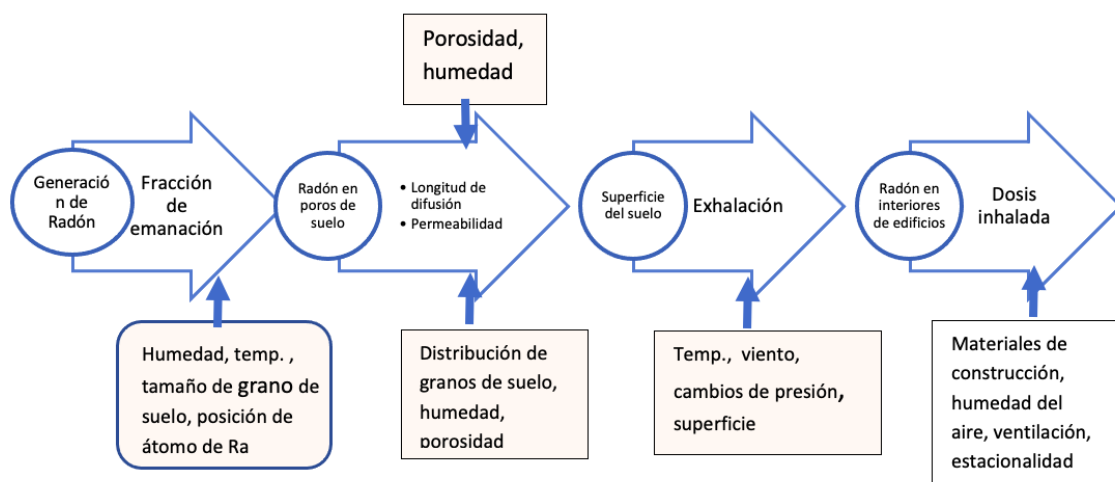 Porosidad,
humedad
Generació
n de
Radón
Fracción
de
emanación
Radón en
poros de
suelo
• Longitud de
difusión
• Permeabilidad
Superficie
del suelo
Exhalación
Radón en
interiores
de edificios
Dosis
inhalada
Humedad, temp. ,
tamaño de grano de
suelo, posición de
átomo de Ra
Distribución de
granos de suelo,
humedad,
porosidad
Temp., viento,
cambios de presión,
superficie
Materiales de
construcción,
humedad del
aire, ventilación,
estacionalidad